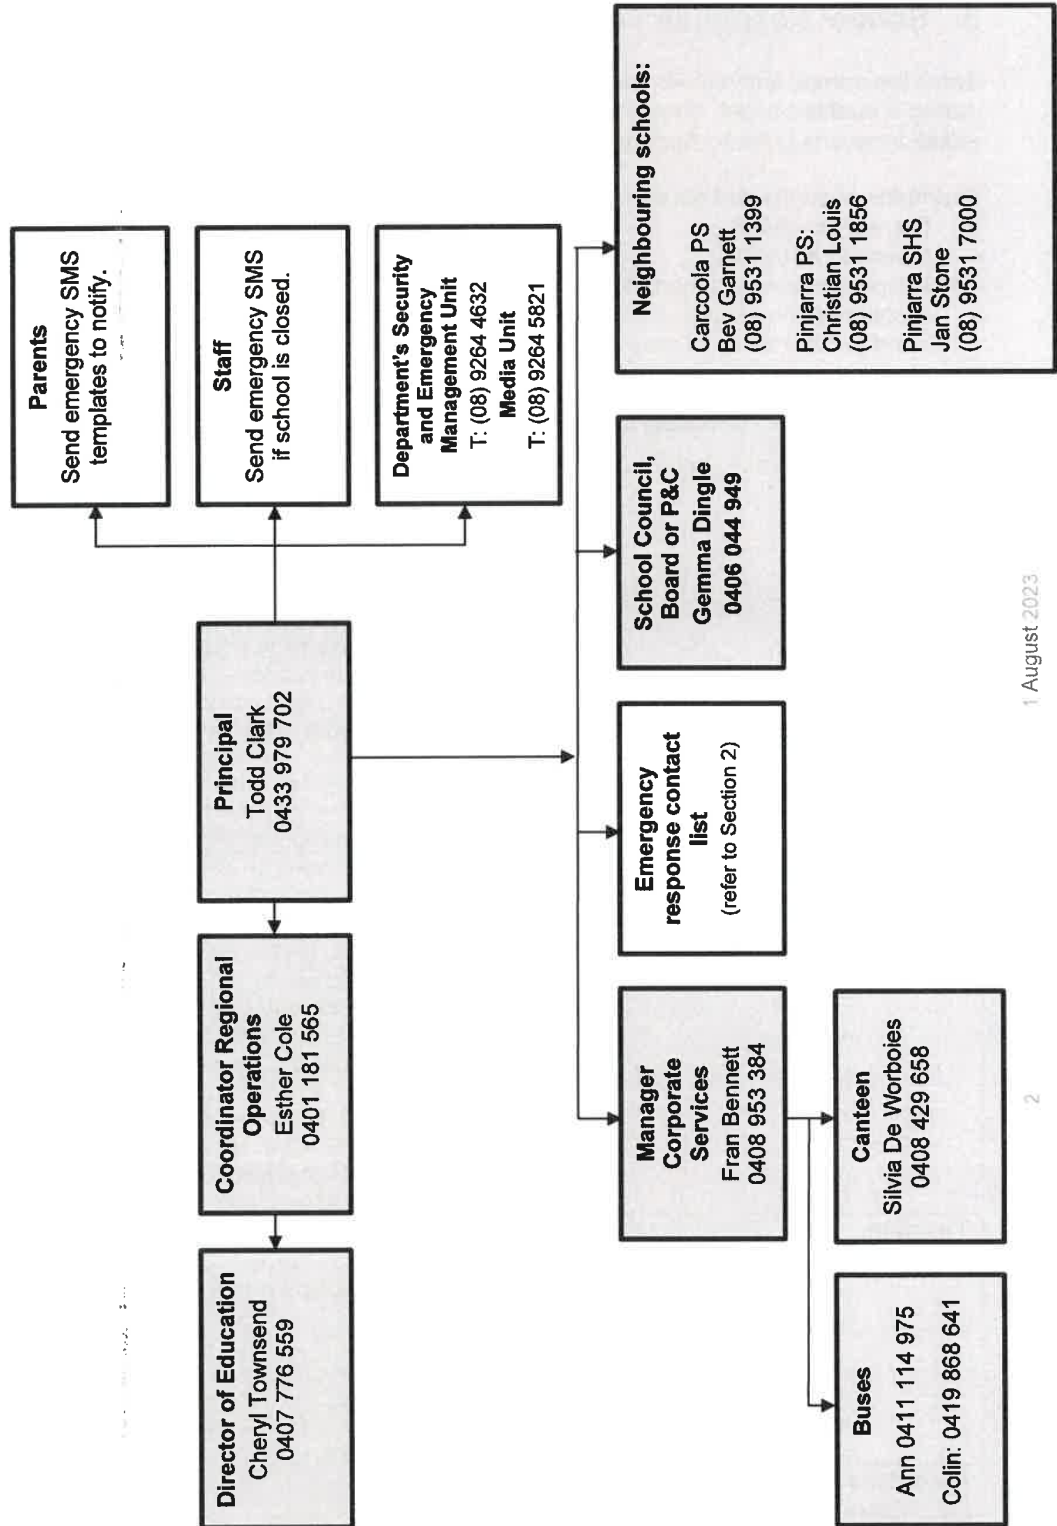 Director of Education
Cheryl Townsend
0407 776 559
Coordinator Regional
Operations
Esther Cole
0401 181 565
Principal
Todd Clark
0433 979 702
Parents
Send emergency SMS
templates to notify.
Staff
Send emergency SMS
if school is closed.
Department's Security
and Emergency
Management Unit
T: (08) 9264 4632
Media Unit
T: (08) 9264 5821
Manager
Corporate
Services
Fran Bennett
0408 953 384
Emergency
response contact
list
(refer to Section 2)
School Council,
Board or P&C
Gemma Dingle
0406 044 949
Neighbouring schools:
Carcoola PS
Bev Garnett
(08) 9531 1399
Pinjarra PS:
Christian Louis
(08) 9531 1856
Pinjarra SHS
Jan Stone
(08) 9531 7000
Buses
Ann 0411 114 975
Colin: 0419 868 641
Canteen
Silvia De Worboies
0408 429 658
2
1 August 2023